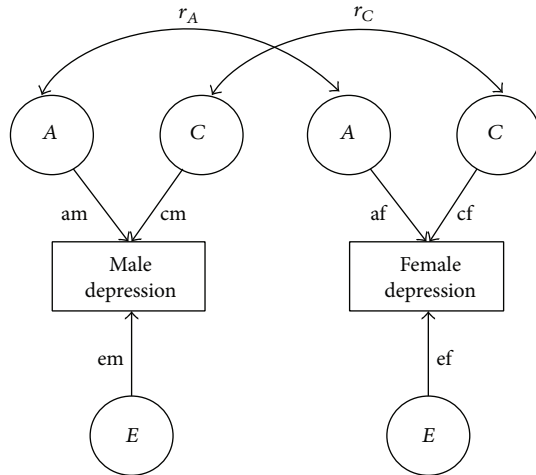 r_A
r_C
A
C
A
C
am
cm
af
cf
Male
depression
Female
depression
em
ef
E
E